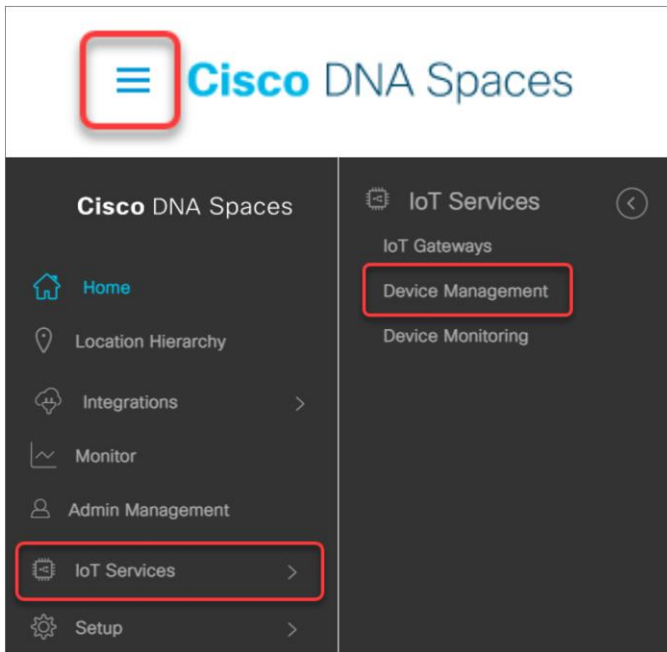 Cisco DNA Spaces
Cisco DNA Spaces
Home
Location Hierarchy
Integrations
Monitor
Admin Management
IoT Services
Setup
IoT Services
IoT Gateways
Device Management
Device Monitoring